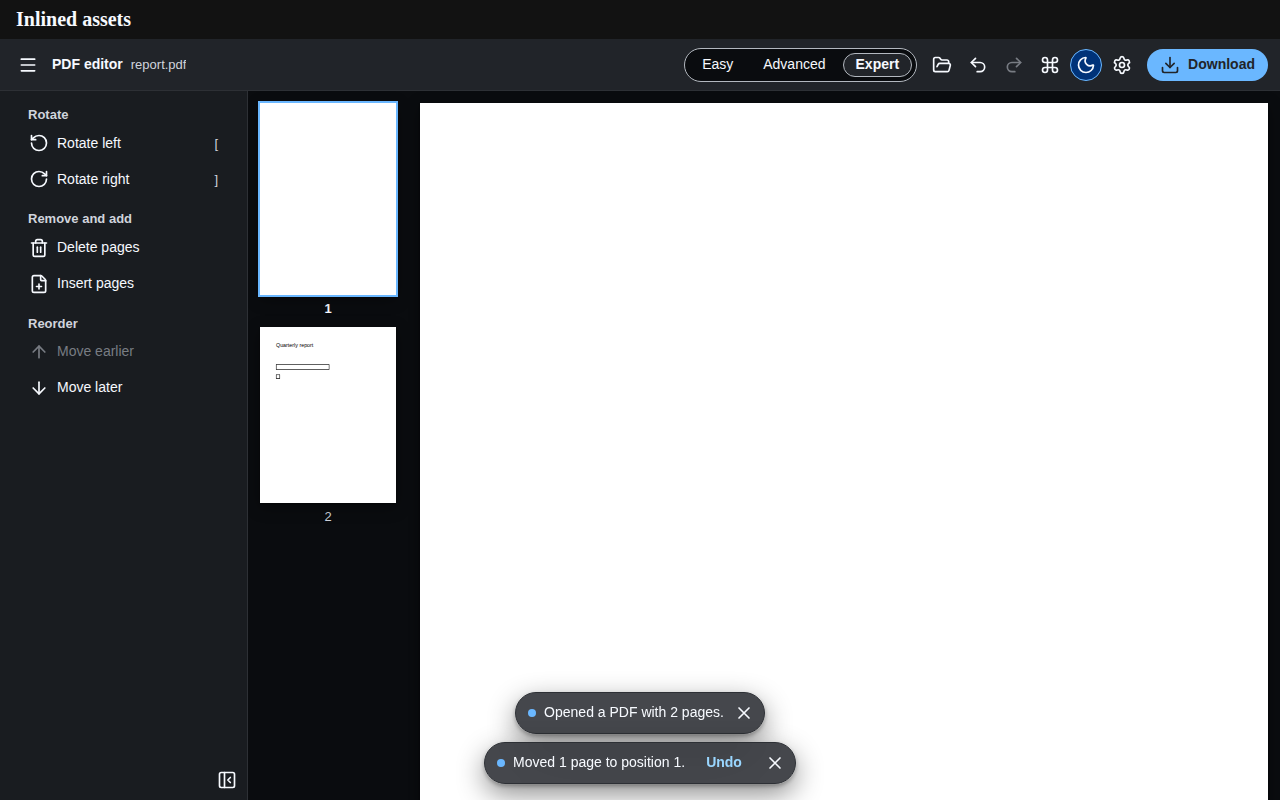 Inlined assets
PDF editor report.pdf
Easy Advanced Expert
Download
Rotate
Rotate left [
Rotate right ]
Remove and add
Delete pages
Insert pages
Reorder
Move earlier
Move later
1
Quarterly report
2
Opened a PDF with 2 pages.
Moved 1 page to position 1. Undo